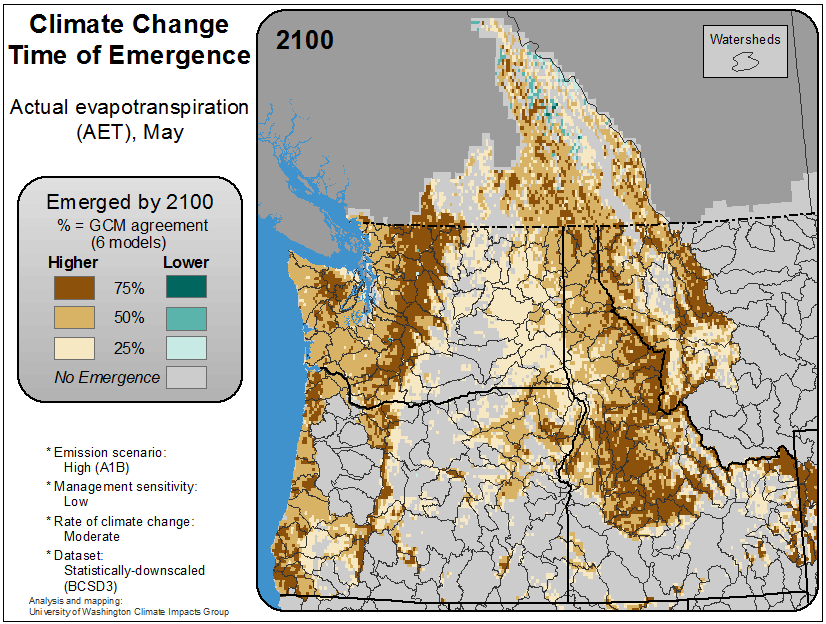 Climate Change
Time of Emergence
Actual evapotranspiration
(AET), May
Emerged by 2100
% = GCM agreement
(6 models)
Higher Lower
75%
50%
25%
No Emergence
* Emission scenario:
High (A1B)
* Management sensitivity:
Low
* Rate of climate change:
Moderate
* Dataset:
Statistically-downscaled
(BCSD3)
Analysis and mapping:
University of Washington Climate Impacts Group
2100
Watersheds